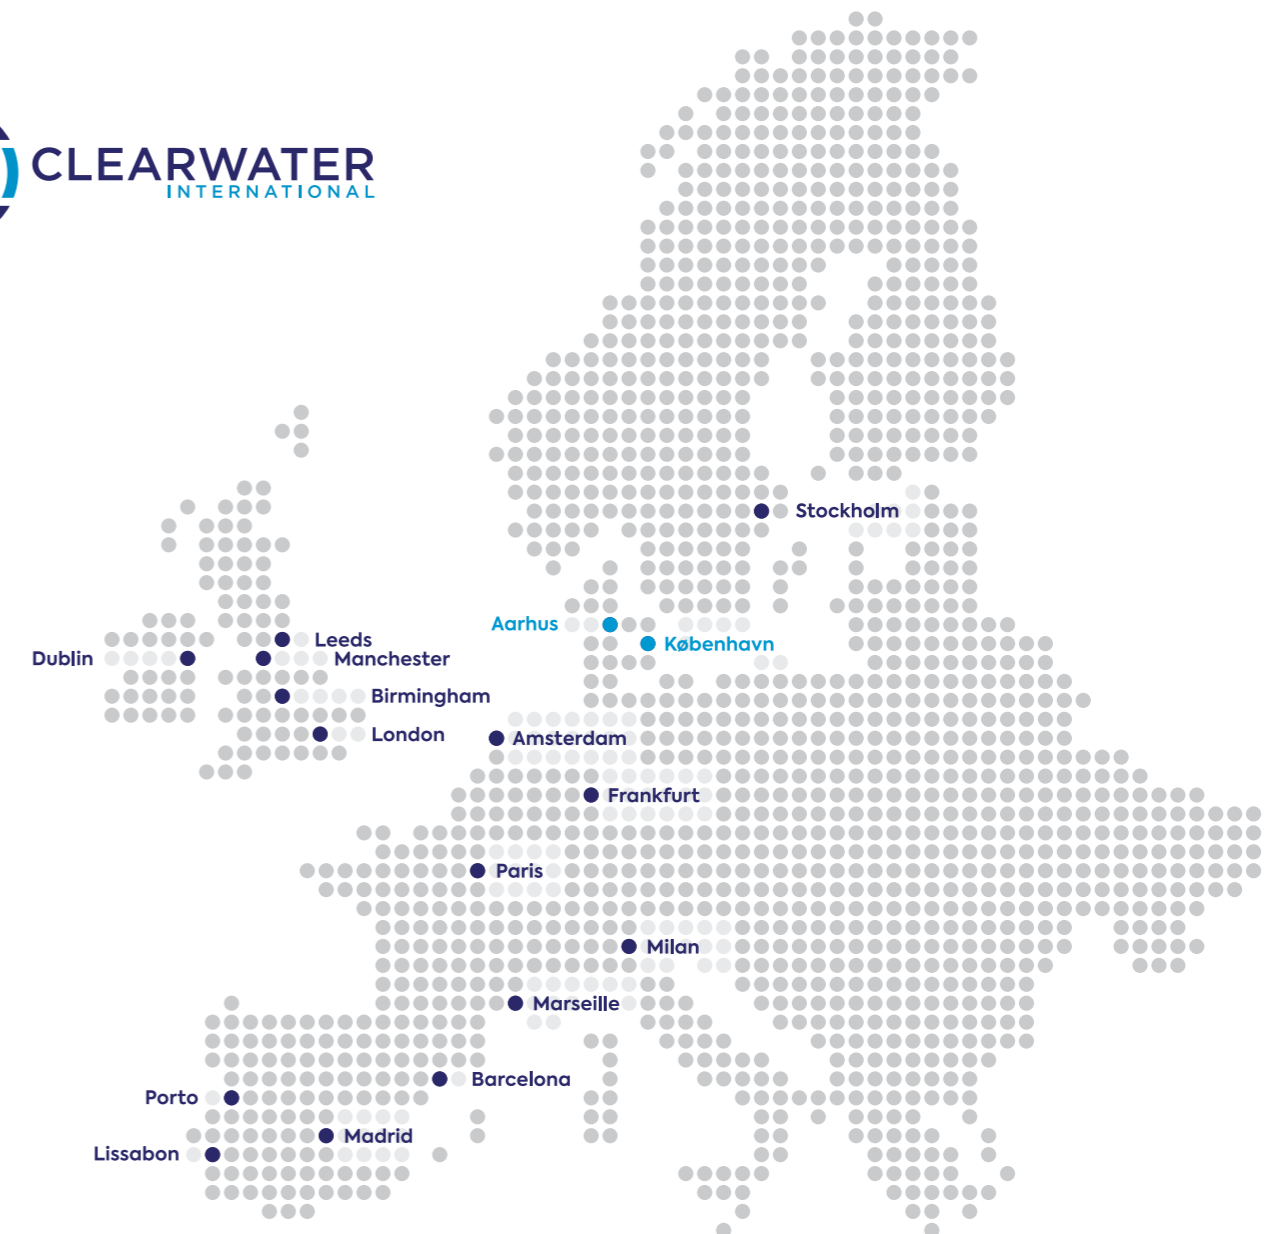 CLEARWATER
INTERNATIONAL
Stockholm
Aarhus
København
Leeds
Dublin
Manchester
Birmingham
London
Amsterdam
Frankfurt
Paris
Milan
Marseille
Barcelona
Porto
Madrid
Lissabon